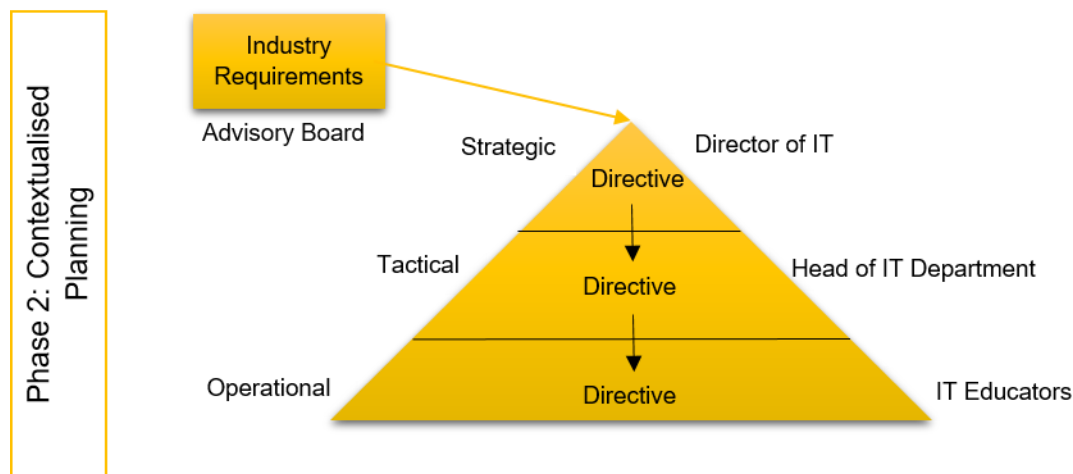 Phase 2: Contextualised
Planning
Industry
Requirements
Advisory Board
Strategic
Director of IT
Directive
Tactical
Head of IT Department
Directive
Operational
IT Educators
Directive